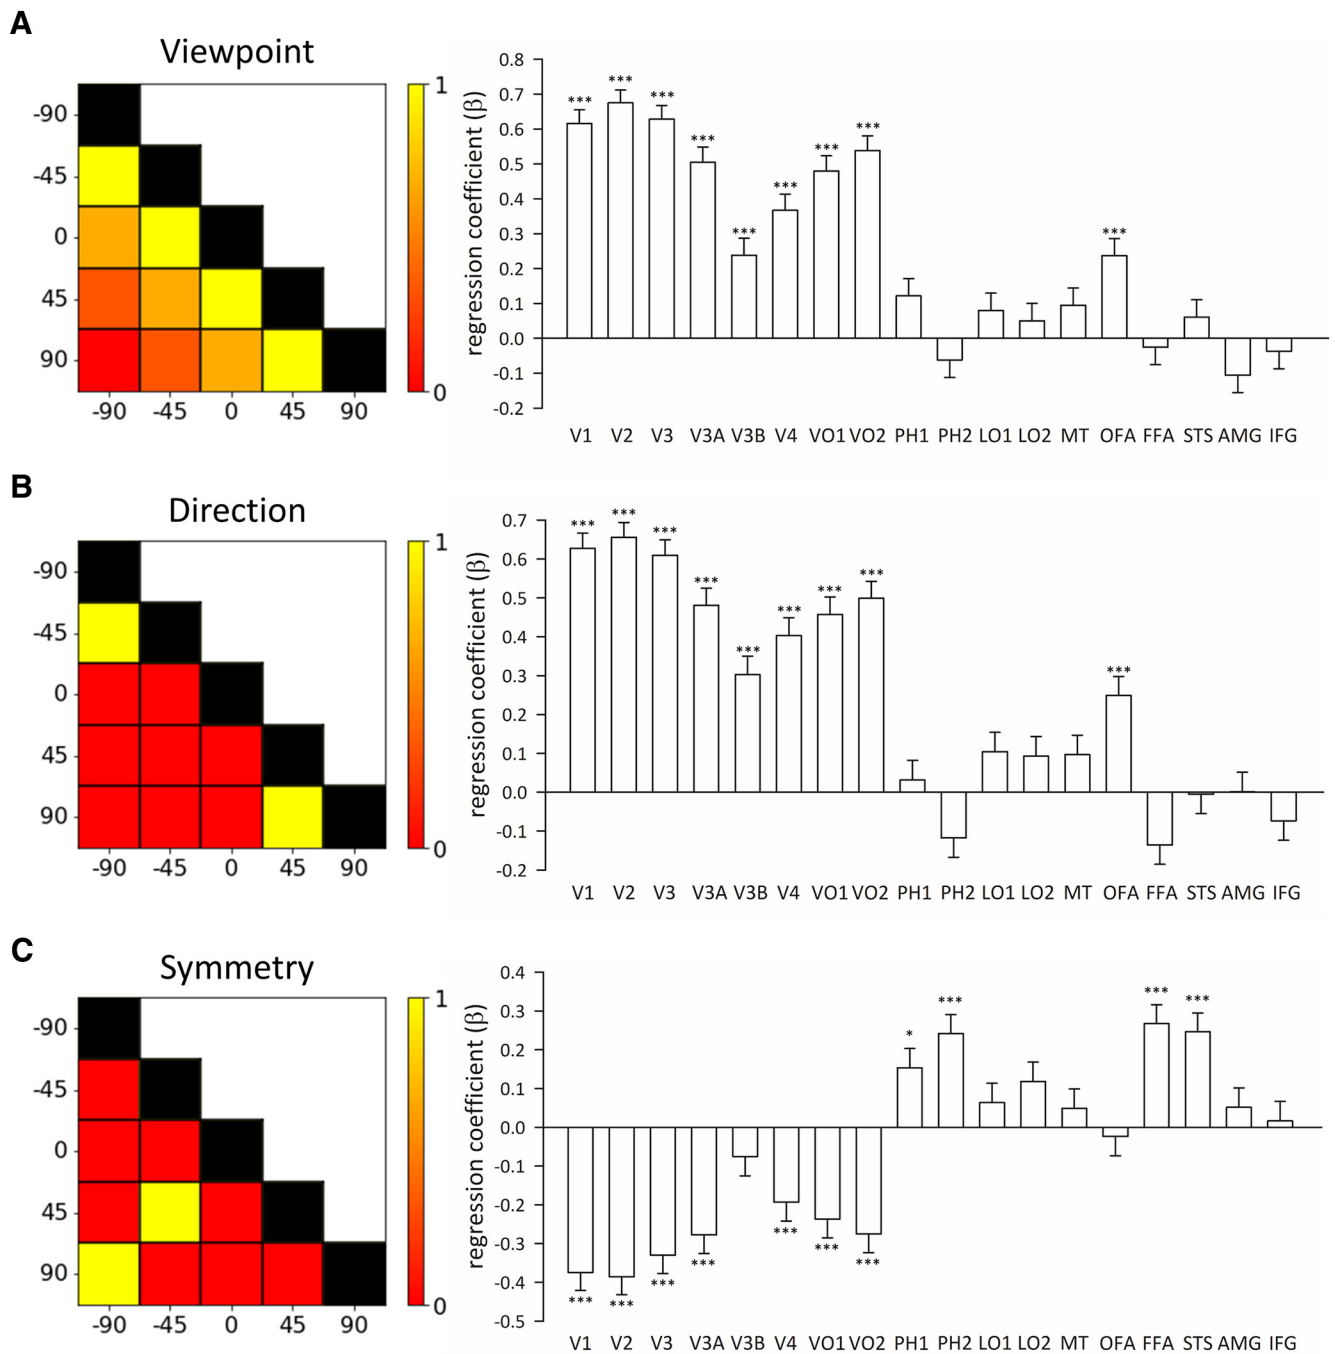 A
Viewpoint
-90
-45
0
45
90
-90 -45 0 45 90
1
0
regression coefficient (β)
0.8
0.7
0.6
0.5
0.4
0.3
0.2
0.1
0.0
-0.1
-0.2
*** *** *** *** *** *** *** *** ***
V1 V2 V3 V3A V3B V4 VO1 VO2 PH1 PH2 LO1 LO2 MT OFA FFA STS AMG IFG
B
Direction
-90
-45
0
45
90
-90 -45 0 45 90
1
0
regression coefficient (β)
0.7
0.6
0.5
0.4
0.3
0.2
0.1
0.0
-0.1
-0.2
*** *** *** *** *** *** *** *** ***
V1 V2 V3 V3A V3B V4 VO1 VO2 PH1 PH2 LO1 LO2 MT OFA FFA STS AMG IFG
C
Symmetry
-90
-45
0
45
90
-90 -45 0 45 90
1
0
regression coefficient (β)
0.4
0.3
0.2
0.1
0.0
-0.1
-0.2
-0.3
-0.4
-0.5
*** *** *** *** *** *** *** * *** *** ***
V1 V2 V3 V3A V3B V4 VO1 VO2 PH1 PH2 LO1 LO2 MT OFA FFA STS AMG IFG